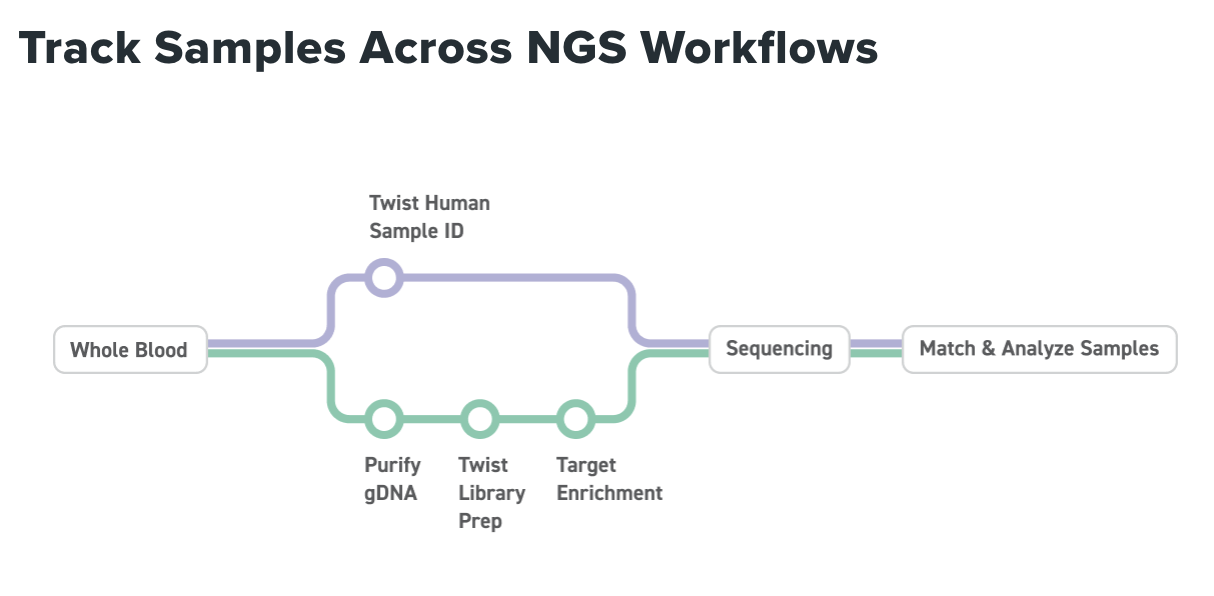 Track Samples Across NGS Workflows
Twist Human
Sample ID
Whole Blood
Sequencing
Match & Analyze Samples
Purify
gDNA
Twist
Library
Prep
Target
Enrichment